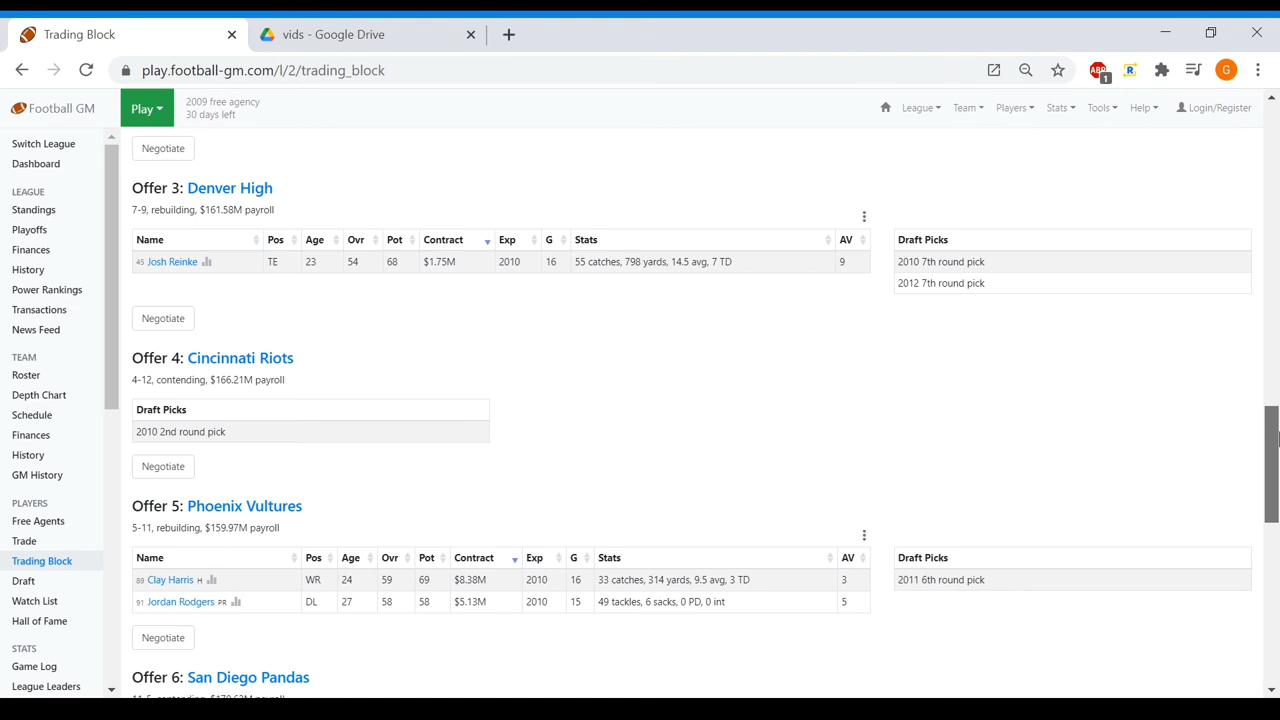 Trading Block
vids - Google Drive
play.football-gm.com/l/2/trading_block
ABP
1
R
G
Football GM
Play
2009 free agency
30 days left
League
Team
Players
Stats
Tools
Help
Login/Register
Switch League
Dashboard
LEAGUE
Standings
Playoffs
Finances
History
Power Rankings
Transactions
News Feed
TEAM
Roster
Depth Chart
Schedule
Finances
History
GM History
PLAYERS
Free Agents
Trade
Trading Block
Draft
Watch List
Hall of Fame
STATS
Game Log
League Leaders
Negotiate
Offer 3: Denver High
7-9, rebuilding, $161.58M payroll
Name Pos Age Ovr Pot Contract Exp G Stats AV
45 Josh Reinke TE 23 54 68 $1.75M 2010 16 55 catches, 798 yards, 14.5 avg, 7 TD 9
Draft Picks
2010 7th round pick
2012 7th round pick
Negotiate
Offer 4: Cincinnati Riots
4-12, contending, $166.21M payroll
Draft Picks
2010 2nd round pick
Negotiate
Offer 5: Phoenix Vultures
5-11, rebuilding, $159.97M payroll
Name Pos Age Ovr Pot Contract Exp G Stats AV
89 Clay Harris H WR 24 59 69 $8.38M 2010 16 33 catches, 314 yards, 9.5 avg, 3 TD 3
91 Jordan Rodgers PR DL 27 58 58 $5.13M 2010 15 49 tackles, 6 sacks, 0 PD, 0 int 5
Draft Picks
2011 6th round pick
Negotiate
Offer 6: San Diego Pandas